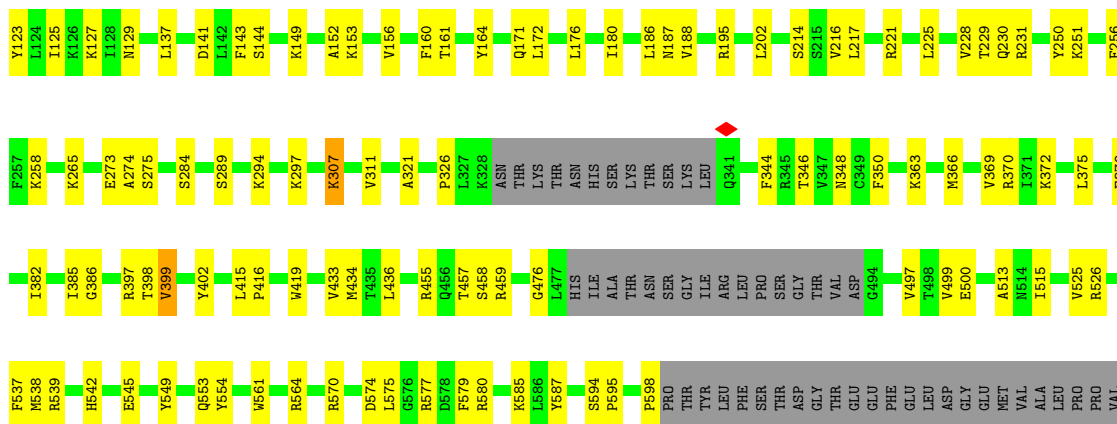 Y123 L124 I125 K126 K127 I128 N129 L137 D141 L142 F143 S144 K149 A152 K153 V156 F160 T161 Y164 Q171 L172 L176 I180 L186 N187 V188 R195 L202 S214 S215 V216 L217 R221 L225 V228 T229 Q230 R231 Y250 K251
F257 K258 K265 E273 A274 S275 S284 S289 K294 K297 K307 V311 A321 P326 L327 K328 ASN THR LYS THR ASN HIS SER LYS THR SER LYS LEU Q341 F344 R345 T346 V347 N348 C349 F350 K363 M366 V369 R370 I371 K372 L375
I382 I385 G386 R397 T398 V399 Y402 L415 P416 W419 V433 M434 T435 L436 R455 Q456 T457 S458 R459 G476 L477 HIS ILE ALA THR ASN SER GLY ILE ARG LEU PRO SER GLY THR VAL ASP G494 V497 T498 V499 E500 A513 N514 I515 V525 R526
F537 M538 R539 H542 E545 Y549 Q553 Y554 W561 R564 R570 D574 L575 G576 R577 D578 F579 R580 K585 L586 Y587 S594 P595 P598 PRO THR TYR LEU PHE SER THR ASP GLY THR GLU GLU PHE GLU LEU ASP GLY GLU MET VAL ALA LEU PRO PRO VAL